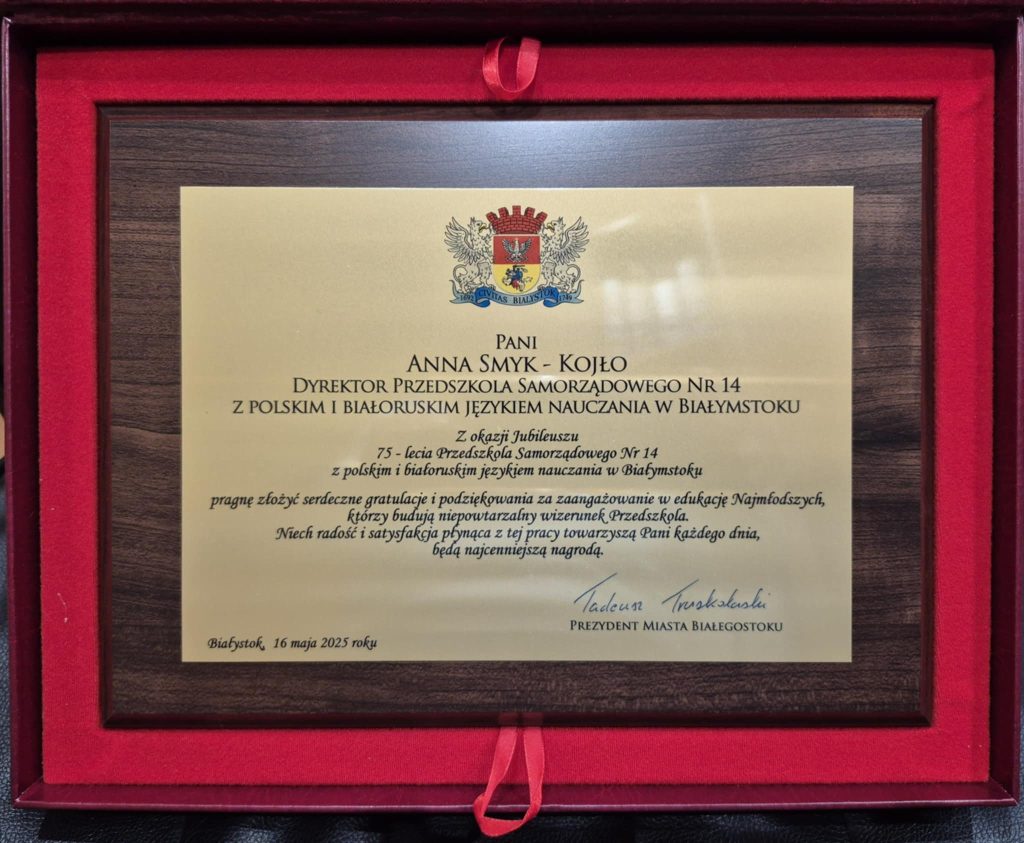 1692 CIVITAS BIALYSTOK 1749
PANI
ANNA SMYK - KOJŁO
DYREKTOR PRZEDSZKOLA SAMORZĄDOWEGO NR 14
Z POLSKIM I BIAŁORUSKIM JĘZYKIEM NAUCZANIA W BIAŁYMSTOKU
Z okazji Jubileuszu
75 - lecia Przedszkola Samorządowego Nr 14
z polskim i białoruskim językiem nauczania w Białymstoku
pragnę złożyć serdeczne gratulacje i podziękowania za zaangażowanie w edukację Najmłodszych,
którzy budują niepowtarzalny wizerunek Przedszkola.
Niech radość i satysfakcja płynąca z tej pracy towarzyszą Pani każdego dnia,
będą najcenniejszą nagrodą.
Tadeusz Truskolaski
PREZYDENT MIASTA BIAŁEGOSTOKU
Białystok, 16 maja 2025 roku